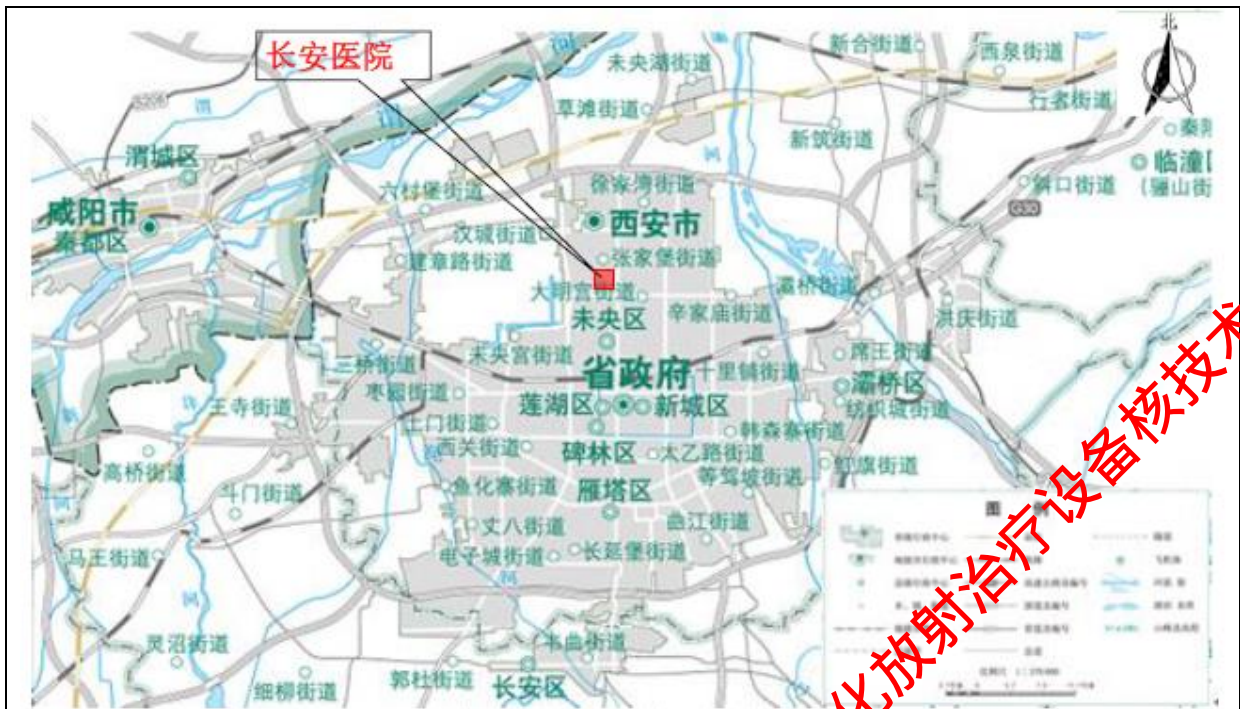 北
长安医院
新合街道
西泉街道
未央湖街道
行者街道
草滩街道
新筑街道
秦陵
临潼区
(骊山街
渭城区
斜口街道
G30
六村堡街道
徐家湾街道
咸阳市
秦都区
西安市
汉城街道
建章路街道
张家堡街道
灞桥街道
大明宫街道
辛家庙街道
洪庆街道
未央区
未央宫街道
三桥街道
席王街道
省政府
十里铺街道
灞桥区
枣园街道
王寺街道
莲湖区
新城区
纺织城街道
土门街道
韩森寨街道
西关街道
碑林区
太乙路街道
红旗街道
高桥街道
等驾坡街道
鱼化寨街道
雁塔区
斗门街道
丈八街道
曲江街道
马王街道
电子城街道
长延堡街道
灵沼街道
韦曲街道
郭杜街道
细柳街道
长安区
图 例
化放射治疗设备核技术